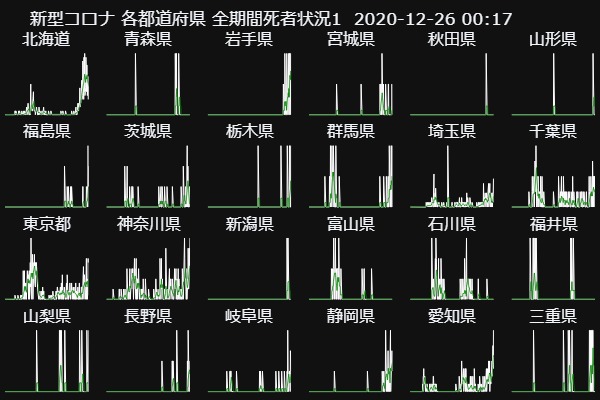 新型コロナ 各都道府県 全期間死者状況1 2020-12-26 00:17
北海道 青森県 岩手県 宮城県 秋田県 山形県
福島県 茨城県 栃木県 群馬県 埼玉県 千葉県
東京都 神奈川県 新潟県 富山県 石川県 福井県
山梨県 長野県 岐阜県 静岡県 愛知県 三重県